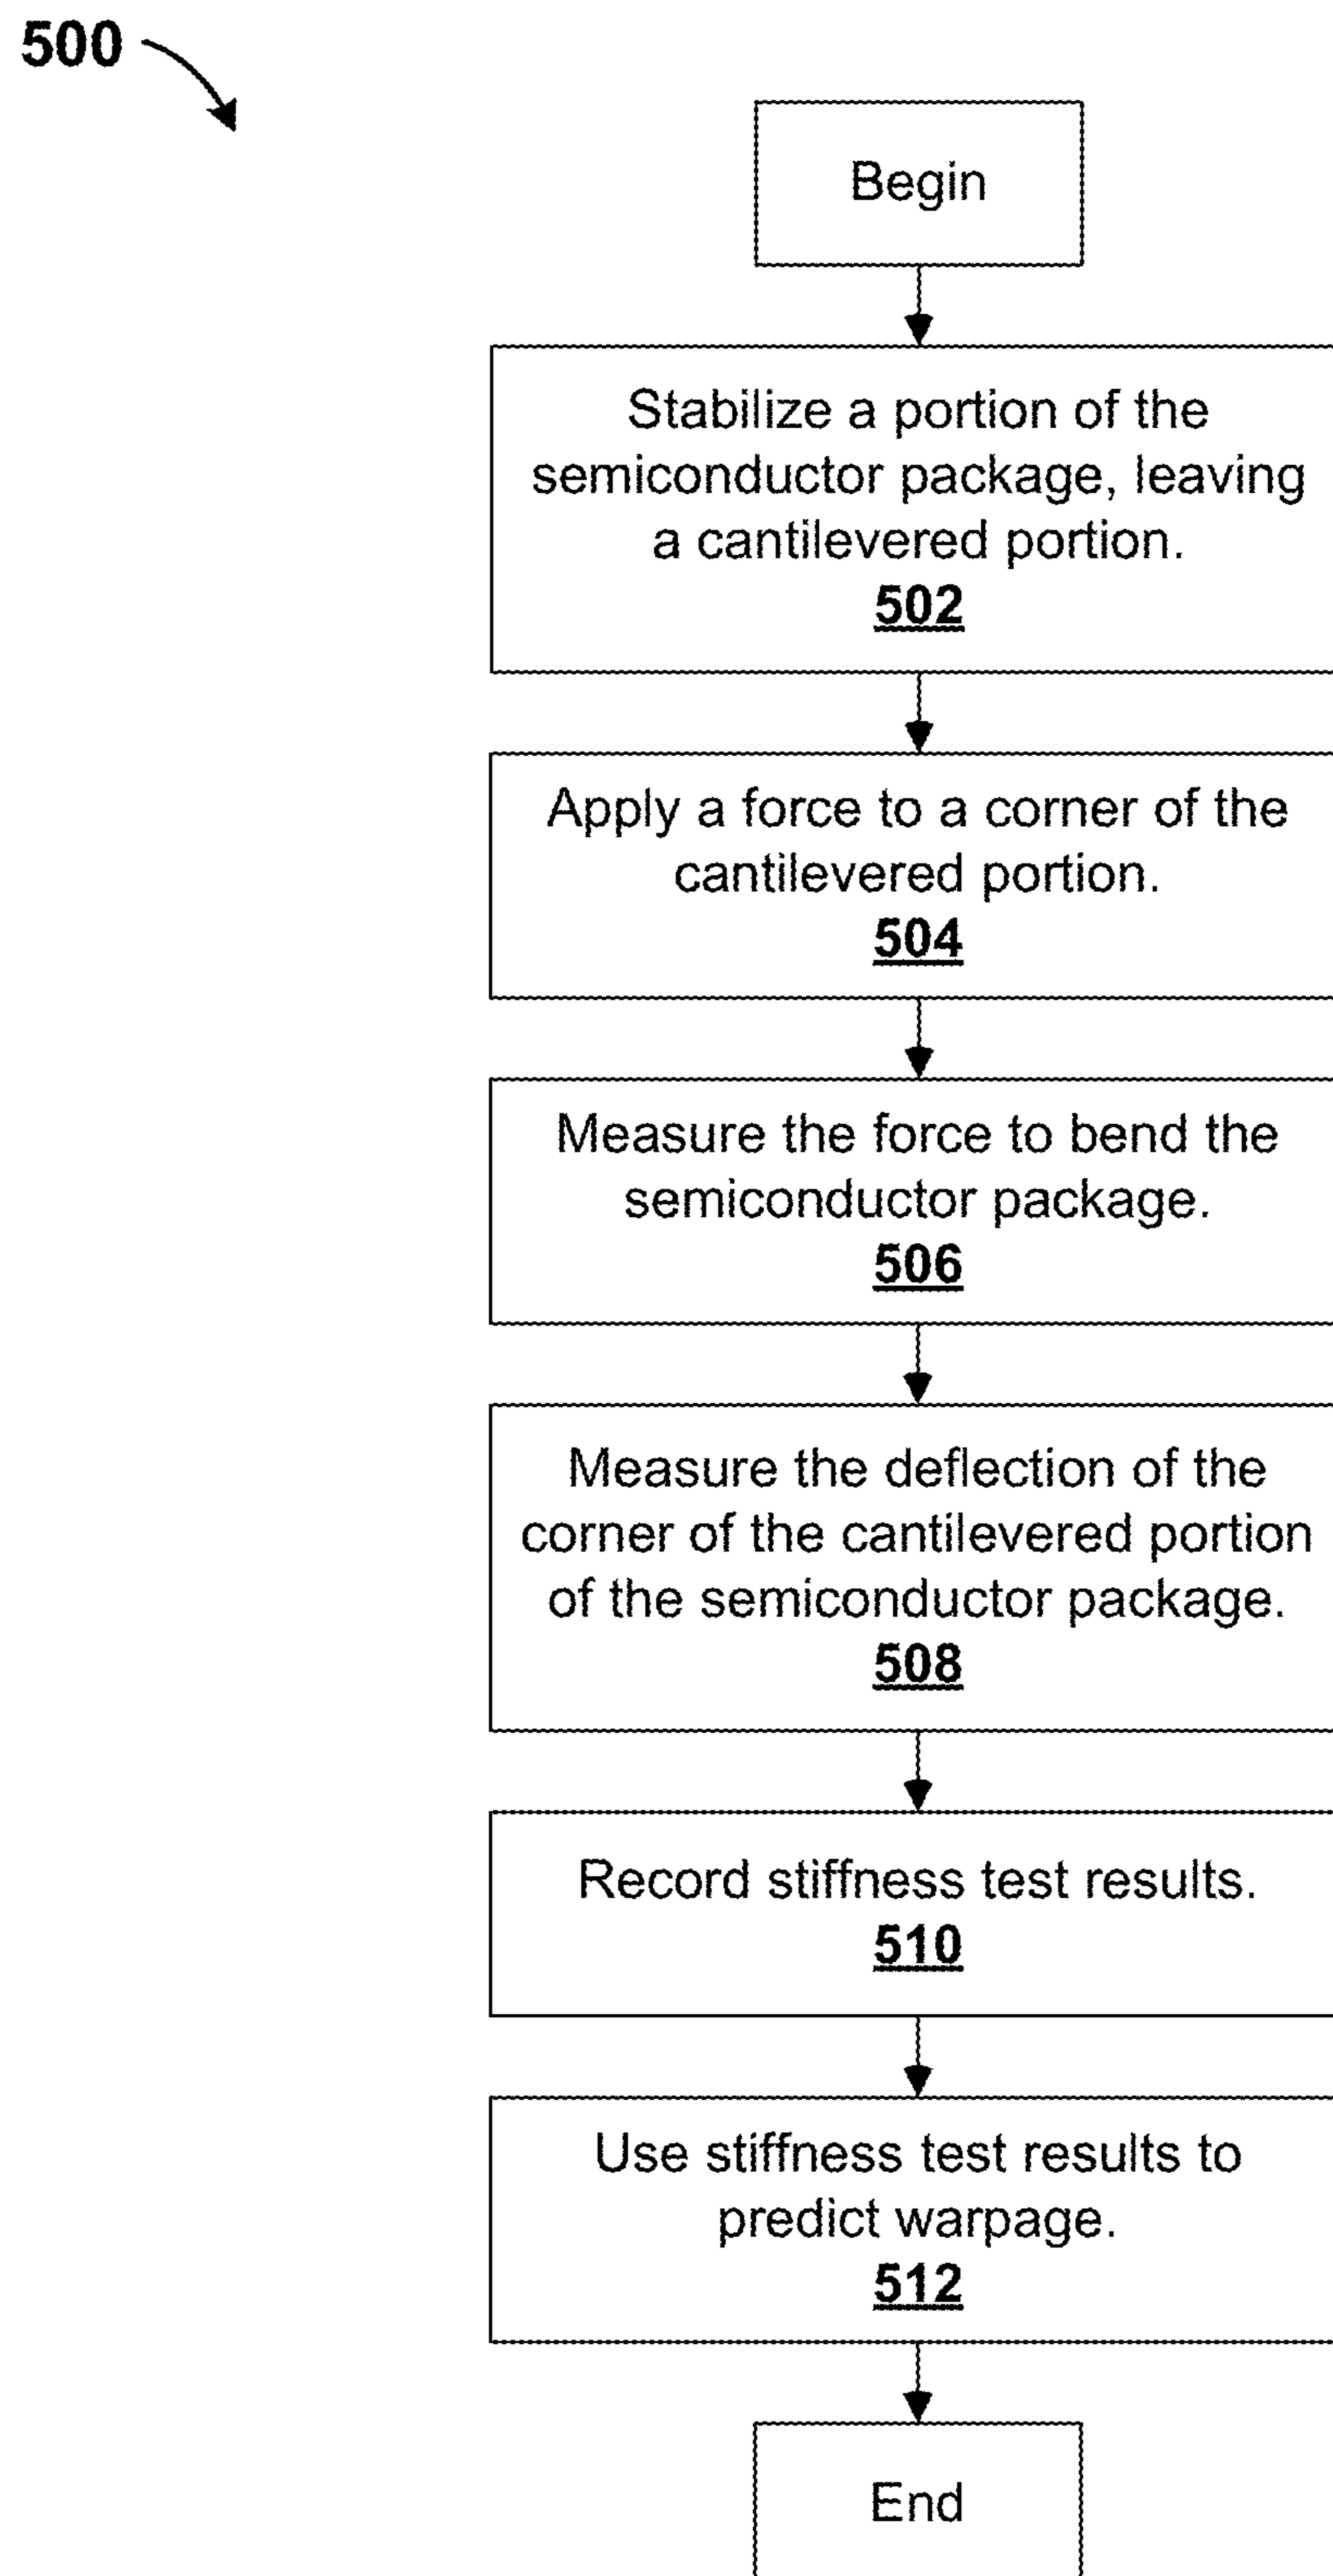 500
Begin
Stabilize a portion of the
semiconductor package, leaving
a cantilevered portion.
502
Apply a force to a corner of the
cantilevered portion.
504
Measure the force to bend the
semiconductor package.
506
Measure the deflection of the
corner of the cantilevered portion
of the semiconductor package.
508
Record stiffness test results.
510
Use stiffness test results to
predict warpage.
512
End